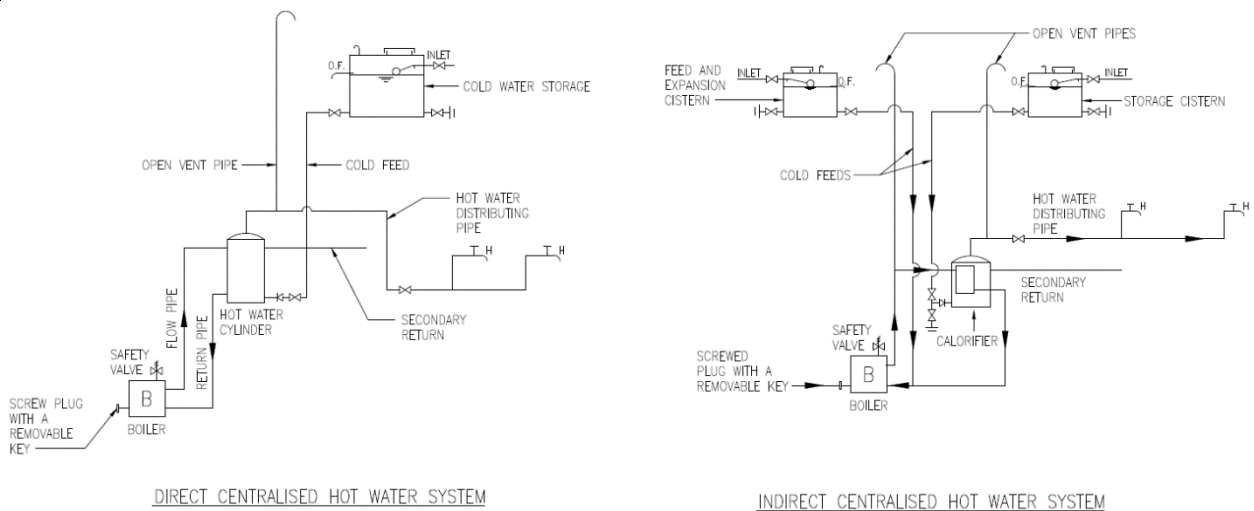 INLET
O.F.
COLD WATER STORAGE
OPEN VENT PIPE
COLD FEED
HOT WATER
DISTRIBUTING
PIPE
H
H
HOT WATER
CYLINDER
SECONDARY
RETURN
FLOW PIPE
RETURN PIPE
SAFETY
VALVE
B
BOILER
SCREW PLUG
WITH A
REMOVABLE
KEY
DIRECT CENTRALISED HOT WATER SYSTEM
OPEN VENT PIPES
FEED AND
EXPANSION
CISTERN
INLET
O.F.
O.F.
INLET
STORAGE CISTERN
COLD FEEDS
HOT WATER
DISTRIBUTING
PIPE
H
H
SECONDARY
RETURN
CALORIFIER
SAFETY
VALVE
SCREWED
PLUG WITH A
REMOVABLE KEY
B
BOILER
INDIRECT CENTRALISED HOT WATER SYSTEM